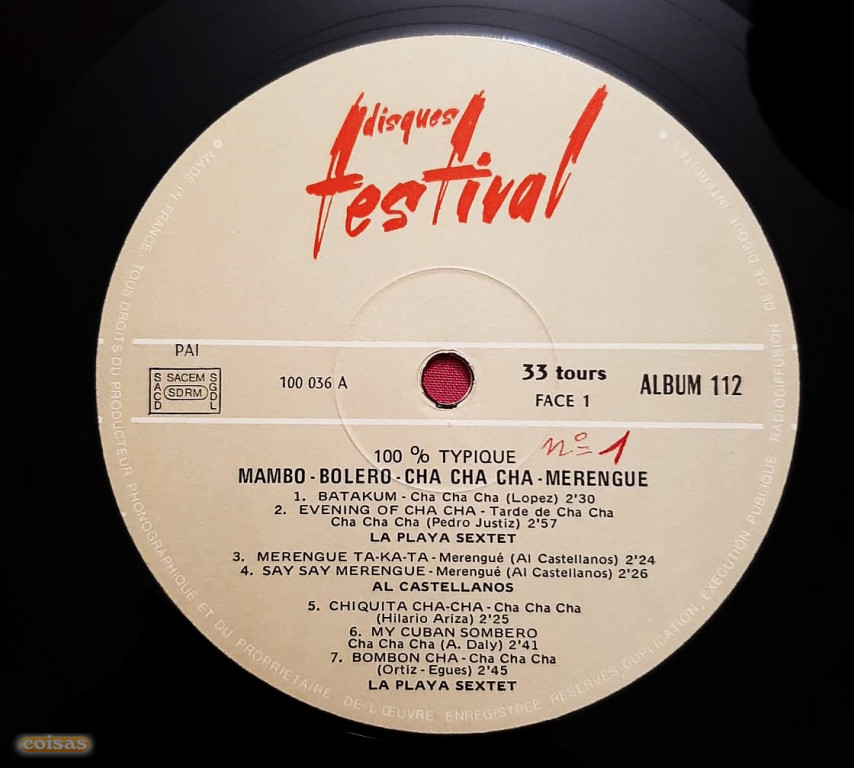 disques
festival
PAI
SACD SACEM SDRM SGDL
100 036 A
33 tours
FACE 1
ALBUM 112
nº 1
100 % TYPIQUE
MAMBO - BOLERO - CHA CHA CHA - MERENGUE
1. BATAKUM - Cha Cha Cha (Lopez) 2'30
2. EVENING OF CHA CHA - Tarde de Cha Cha
Cha Cha Cha (Pedro Justiz) 2'57
LA PLAYA SEXTET
3. MERENGUE TA-KA-TA - Merengué (Al Castellanos) 2'24
4. SAY SAY MERENGUE - Merengué (Al Castellanos) 2'26
AL CASTELLANOS
5. CHIQUITA CHA-CHA - Cha Cha Cha
(Hilario Ariza) 2'25
6. MY CUBAN SOMBERO
Cha Cha Cha (A. Daly) 2'41
7. BOMBON CHA - Cha Cha Cha
(Ortiz - Egues) 2'45
LA PLAYA SEXTET
MADE IN FRANCE - TOUS DROITS DU PRODUCTEUR PHONOGRAPHIQUE ET DU PROPRIETAIRE DE L'ŒUVRE ENREGISTREE RESERVES DUPLICATION, EXECUTION PUBLIQUE RADIODIFFUSION DE CE DISQUE INTERDITES
coisas